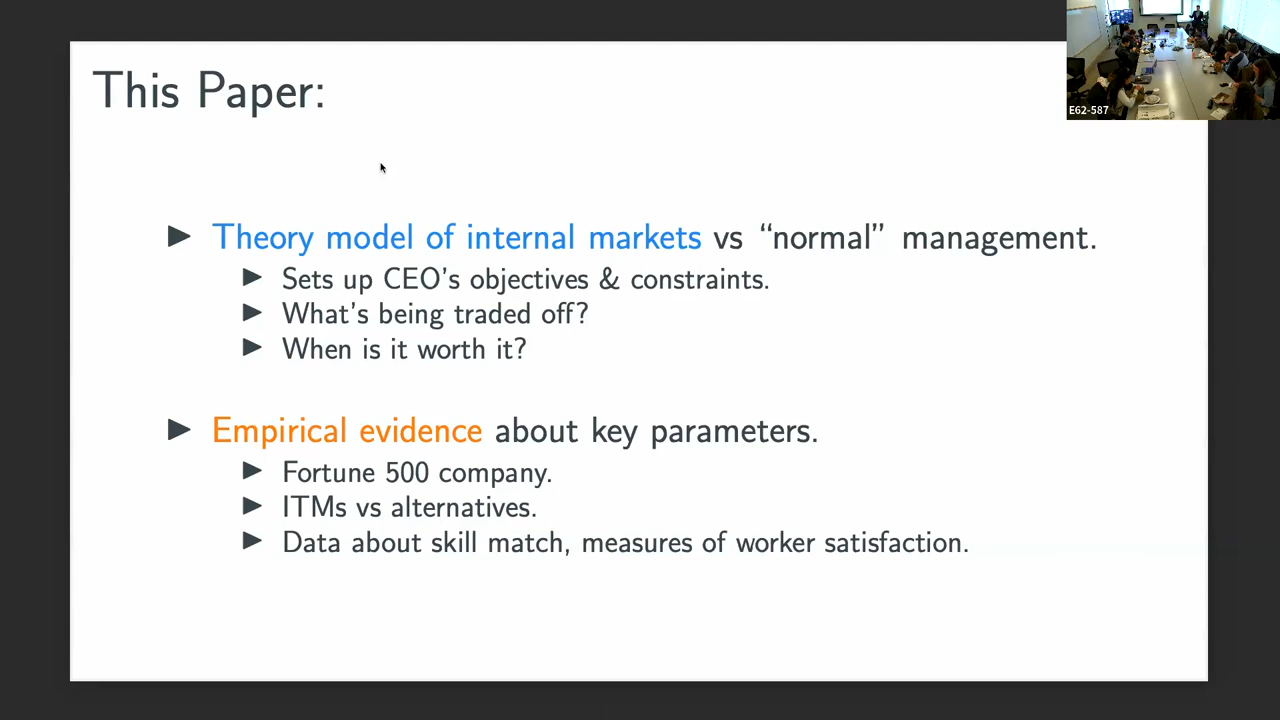 This Paper:
E62-587
▶ Theory model of internal markets vs “normal” management.
▶ Sets up CEO's objectives & constraints.
▶ What's being traded off?
▶ When is it worth it?
▶ Empirical evidence about key parameters.
▶ Fortune 500 company.
▶ ITMs vs alternatives.
▶ Data about skill match, measures of worker satisfaction.